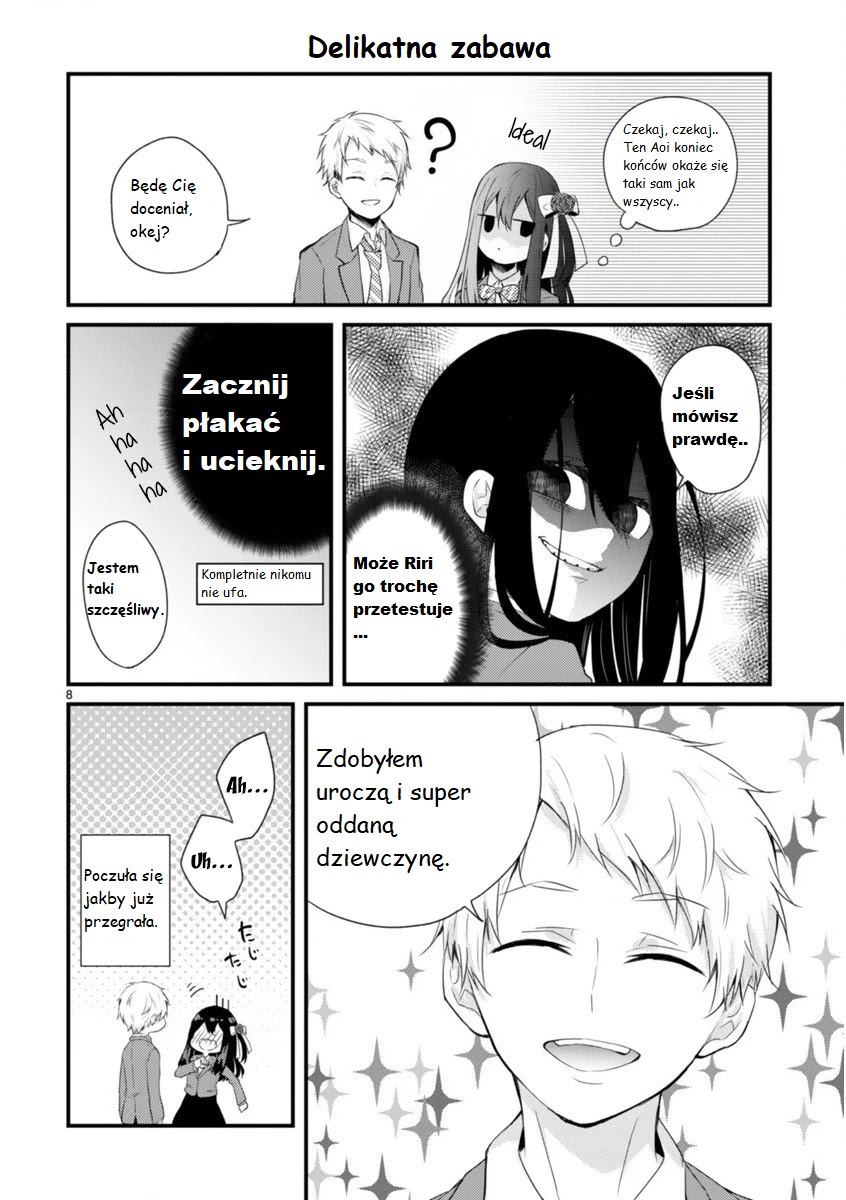 Delikatna zabawa
Czekaj, czekaj..
Ten Aoi koniec
końców okaże się
taki sam jak
wszyscy..
Ideal
?
Będę Cię
doceniał,
okej?
Jeśli
mówisz
prawdę..
Może Riri
go trochę
przetestuje
...
Zacznij
płakać
i ucieknij.
Ah
ha
ha
ha
Kompletnie nikomu
nie ufa.
Jestem
taki
szczęśliwy.
8
Zdobyłem
uroczą i super
oddaną
dziewczynę.
Ah...
Uh...
Poczuła się
jakby już
przegrała.
たじ
たじ